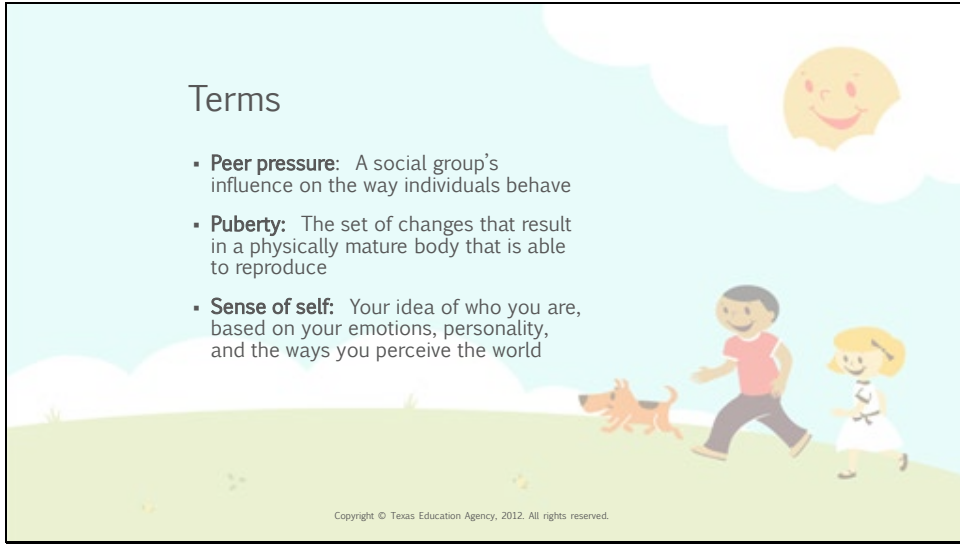 Terms
▪ Peer pressure: A social group’s
influence on the way individuals behave
▪ Puberty: The set of changes that result
in a physically mature body that is able
to reproduce
▪ Sense of self: Your idea of who you are,
based on your emotions, personality,
and the ways you perceive the world
Copyright © Texas Education Agency, 2012. All rights reserved.